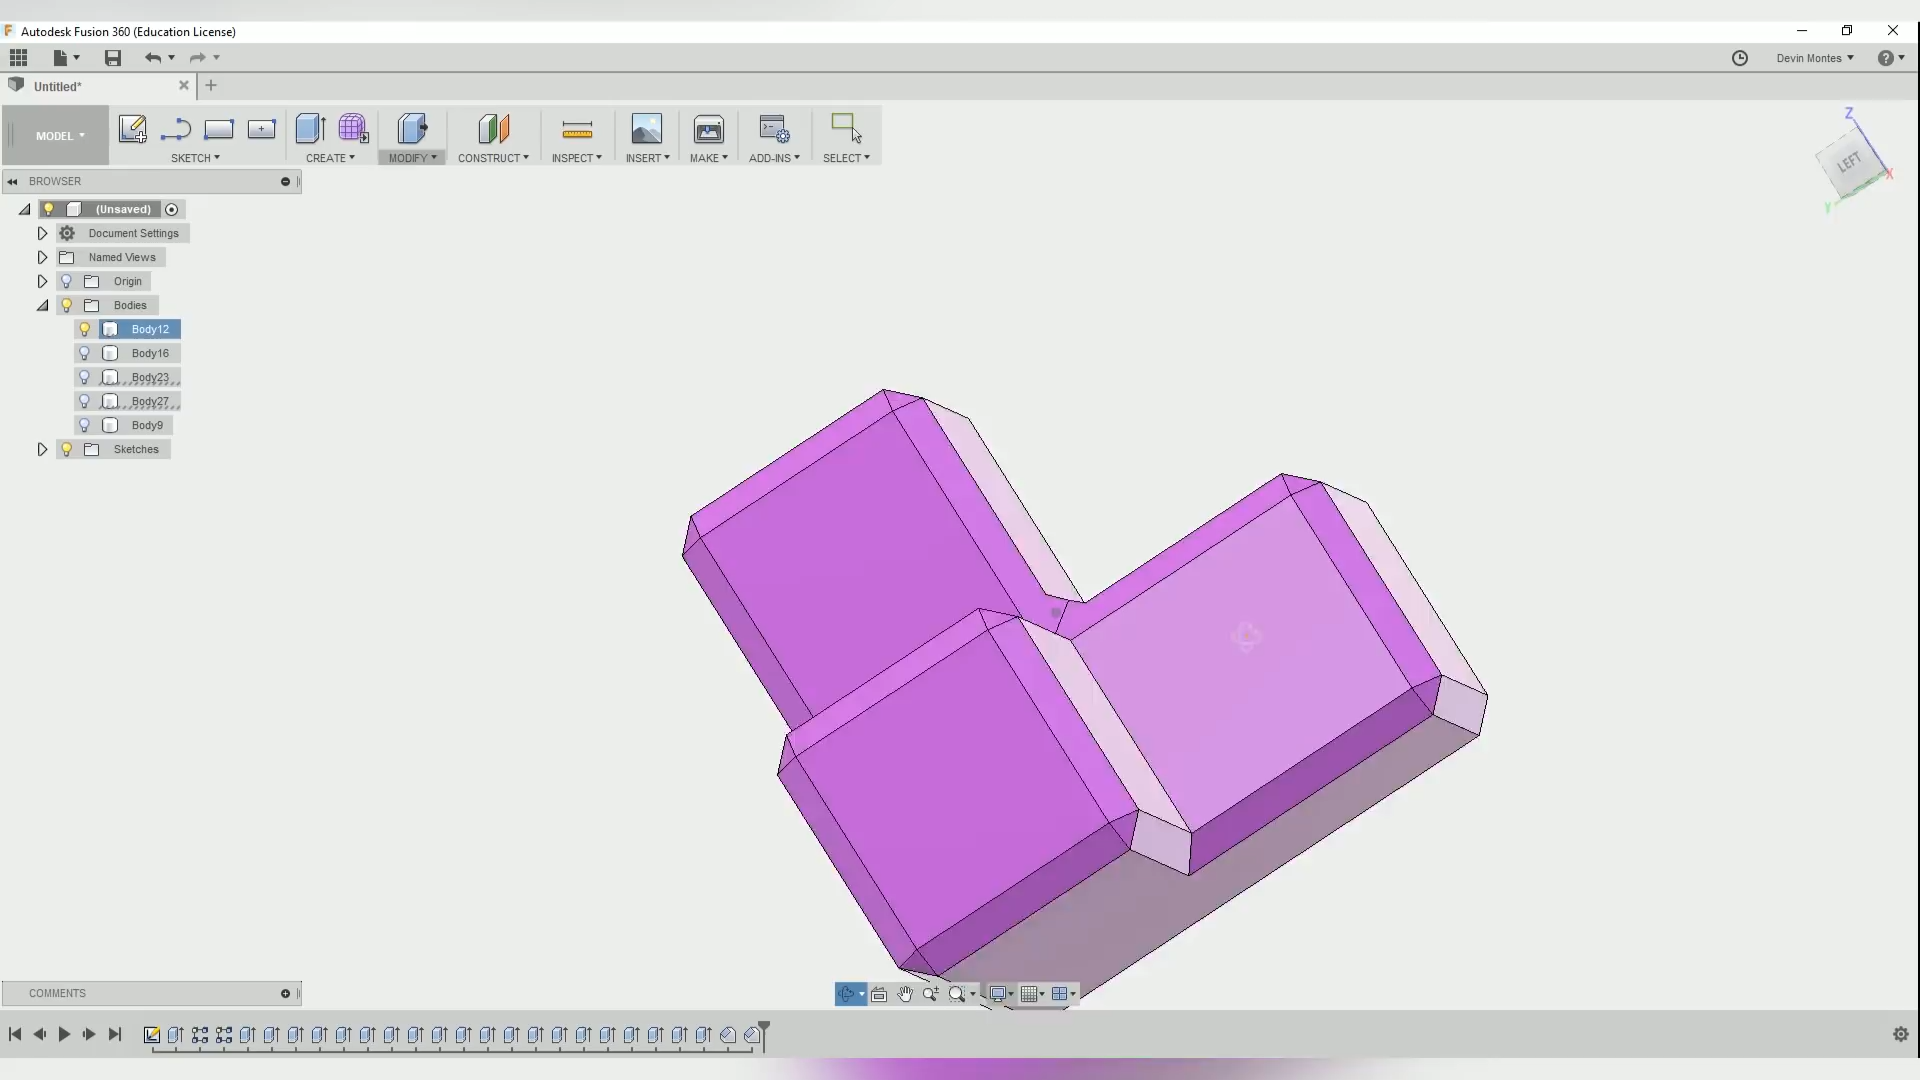 Autodesk Fusion 360 (Education License)
Devin Montes
Untitled*
MODEL
SKETCH
CREATE
MODIFY
CONSTRUCT
INSPECT
INSERT
MAKE
ADD-INS
SELECT
BROWSER
(Unsaved)
Document Settings
Named Views
Origin
Bodies
Body12
Body16
Body23
Body27
Body9
Sketches
Z
LEFT
X
Y
COMMENTS